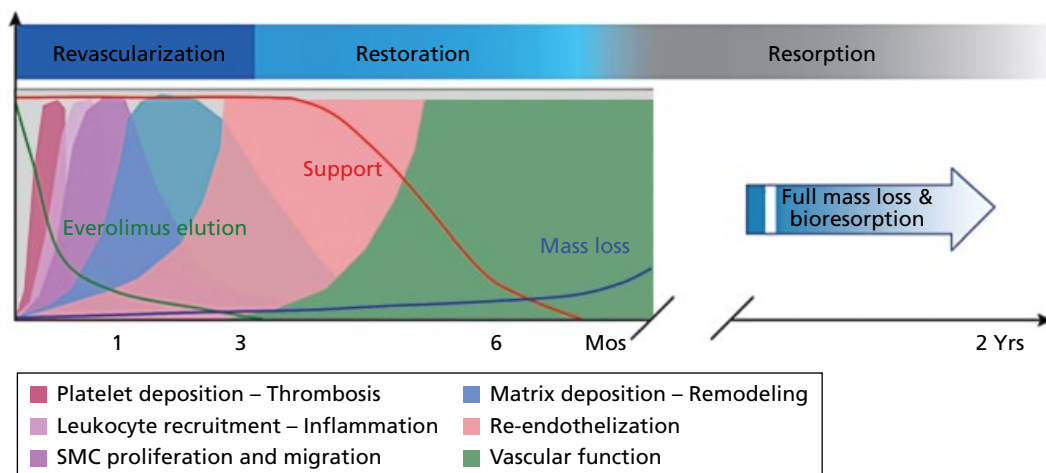 Revascularization
Restoration
Resorption
Support
Everolimus elution
Mass loss
Full mass loss &
bioresorption
1
3
6
Mos
2 Yrs
Platelet deposition – Thrombosis
Leukocyte recruitment – Inflammation
SMC proliferation and migration
Matrix deposition – Remodeling
Re-endothelization
Vascular function